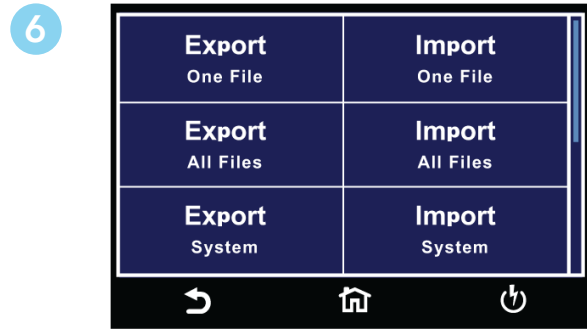 6
Export Import
One File One File
Export Import
All Files All Files
Export Import
System System